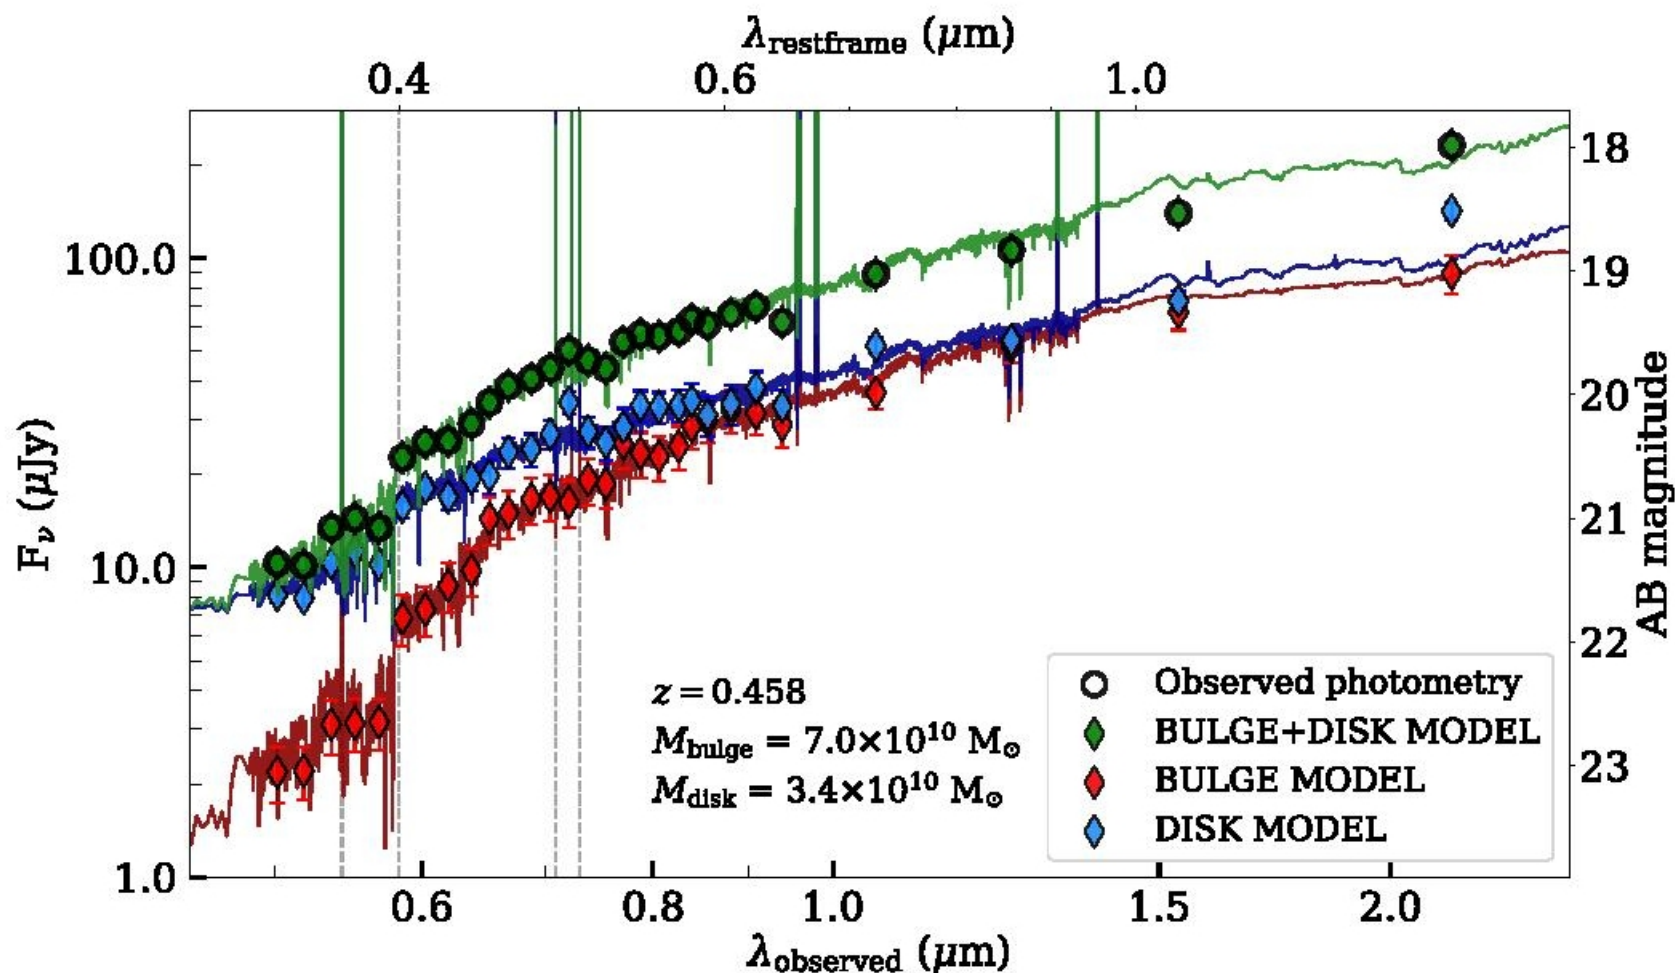 λrestframe (μm)
0.4 0.6 1.0
100.0
10.0
1.0
Fν (μJy)
18
19
20
21
22
23
AB magnitude
z = 0.458
Mbulge = 7.0×10¹⁰ M⊙
Mdisk = 3.4×10¹⁰ M⊙
Observed photometry
BULGE+DISK MODEL
BULGE MODEL
DISK MODEL
0.6 0.8 1.0 1.5 2.0
λobserved (μm)